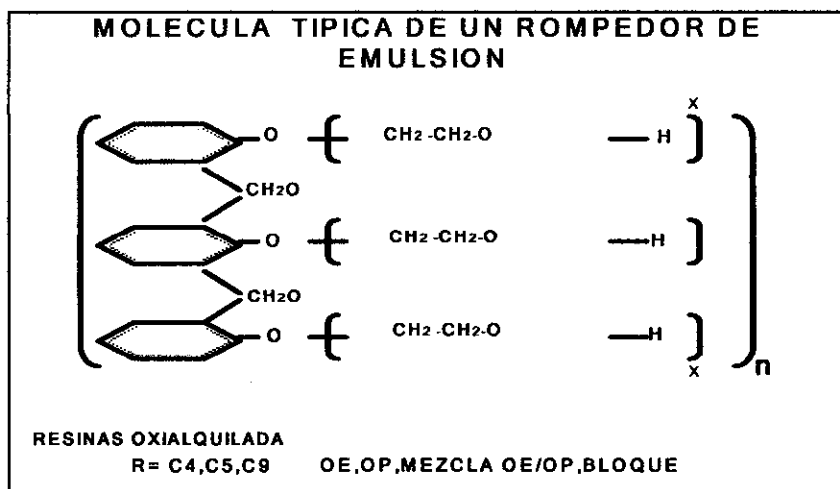 MOLECULA TIPICA DE UN ROMPEDOR DE
EMULSION
O CH2-CH2-O H x
CH2O
O CH2-CH2-O H
CH2O
O CH2-CH2-O H x
n
RESINAS OXIALQUILADA
R= C4,C5,C9 OE,OP,MEZCLA OE/OP,BLOQUE